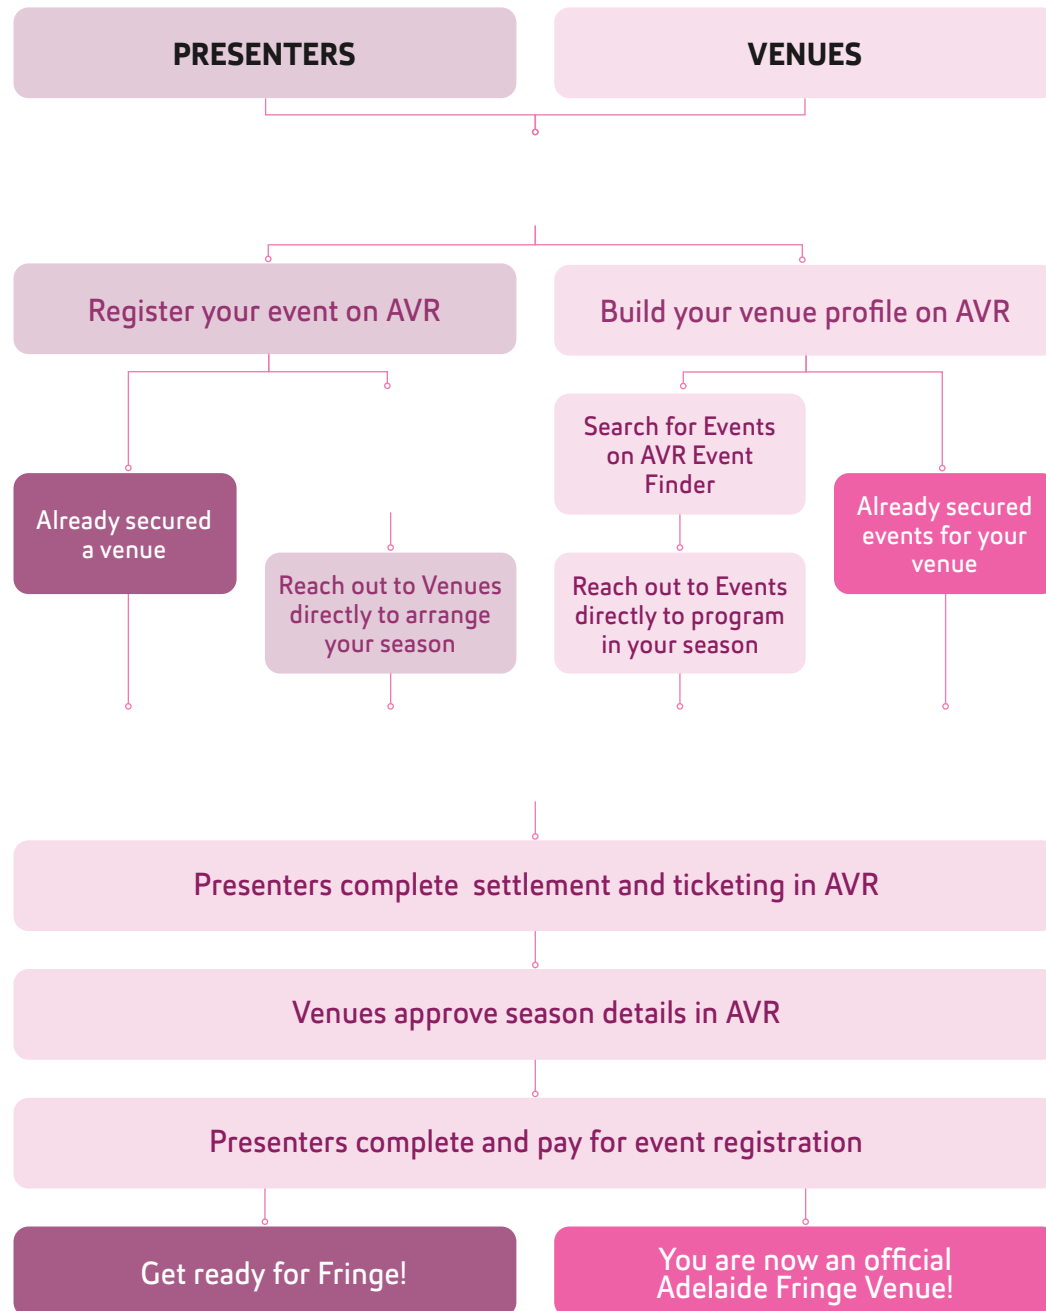 PRESENTERS
VENUES
Register your event on AVR
Build your venue profile on AVR
Search for Events
on AVR Event
Finder
Already secured
a venue
Already secured
events for your
venue
Reach out to Venues
directly to arrange
your season
Reach out to Events
directly to program
in your season
Presenters complete settlement and ticketing in AVR
Venues approve season details in AVR
Presenters complete and pay for event registration
Get ready for Fringe!
You are now an official
Adelaide Fringe Venue!